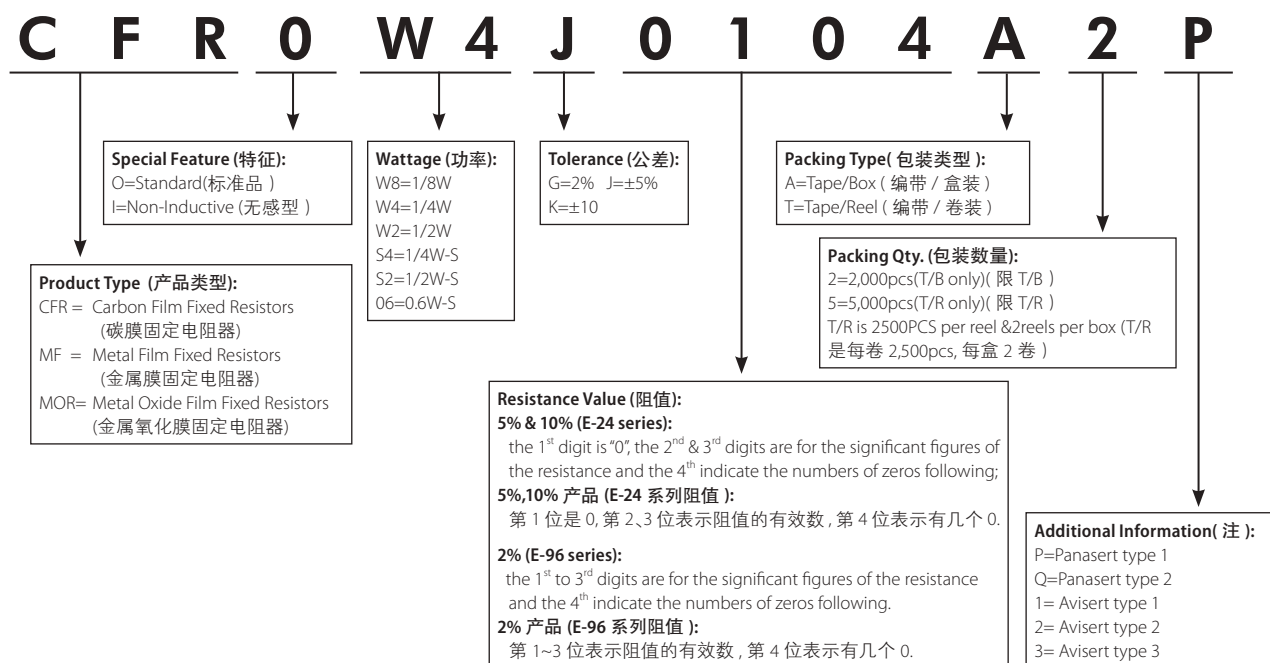 C F R 0 W 4 J 0 1 0 4 A 2 P
Special Feature (特征):
O=Standard(标准品 )
I=Non-Inductive (无感型 )
Wattage (功率):
W8=1/8W
W4=1/4W
W2=1/2W
S4=1/4W-S
S2=1/2W-S
06=0.6W-S
Tolerance (公差):
G=2% J=±5%
K=±10
Packing Type( 包装类型 ):
A=Tape/Box ( 编带 / 盒装 )
T=Tape/Reel ( 编带 / 卷装 )
Packing Qty. (包装数量):
2=2,000pcs(T/B only)( 限 T/B )
5=5,000pcs(T/R only)( 限 T/R )
T/R is 2500PCS per reel &2reels per box (T/R
是每卷 2,500pcs, 每盒 2 卷 )
Product Type (产品类型):
CFR = Carbon Film Fixed Resistors
(碳膜固定电阻器)
MF = Metal Film Fixed Resistors
(金属膜固定电阻器)
MOR= Metal Oxide Film Fixed Resistors
(金属氧化膜固定电阻器)
Resistance Value (阻值):
5% & 10% (E-24 series):
the 1st digit is "0", the 2nd & 3rd digits are for the significant figures of
the resistance and the 4th indicate the numbers of zeros following;
5%,10% 产品 (E-24 系列阻值 ):
第 1 位是 0, 第 2、3 位表示阻值的有效数 , 第 4 位表示有几个 0.
2% (E-96 series):
the 1st to 3rd digits are for the significant figures of the resistance
and the 4th indicate the numbers of zeros following.
2% 产品 (E-96 系列阻值 ):
第 1~3 位表示阻值的有效数 , 第 4 位表示有几个 0.
Additional Information( 注 ):
P=Panasert type 1
Q=Panasert type 2
1= Avisert type 1
2= Avisert type 2
3= Avisert type 3